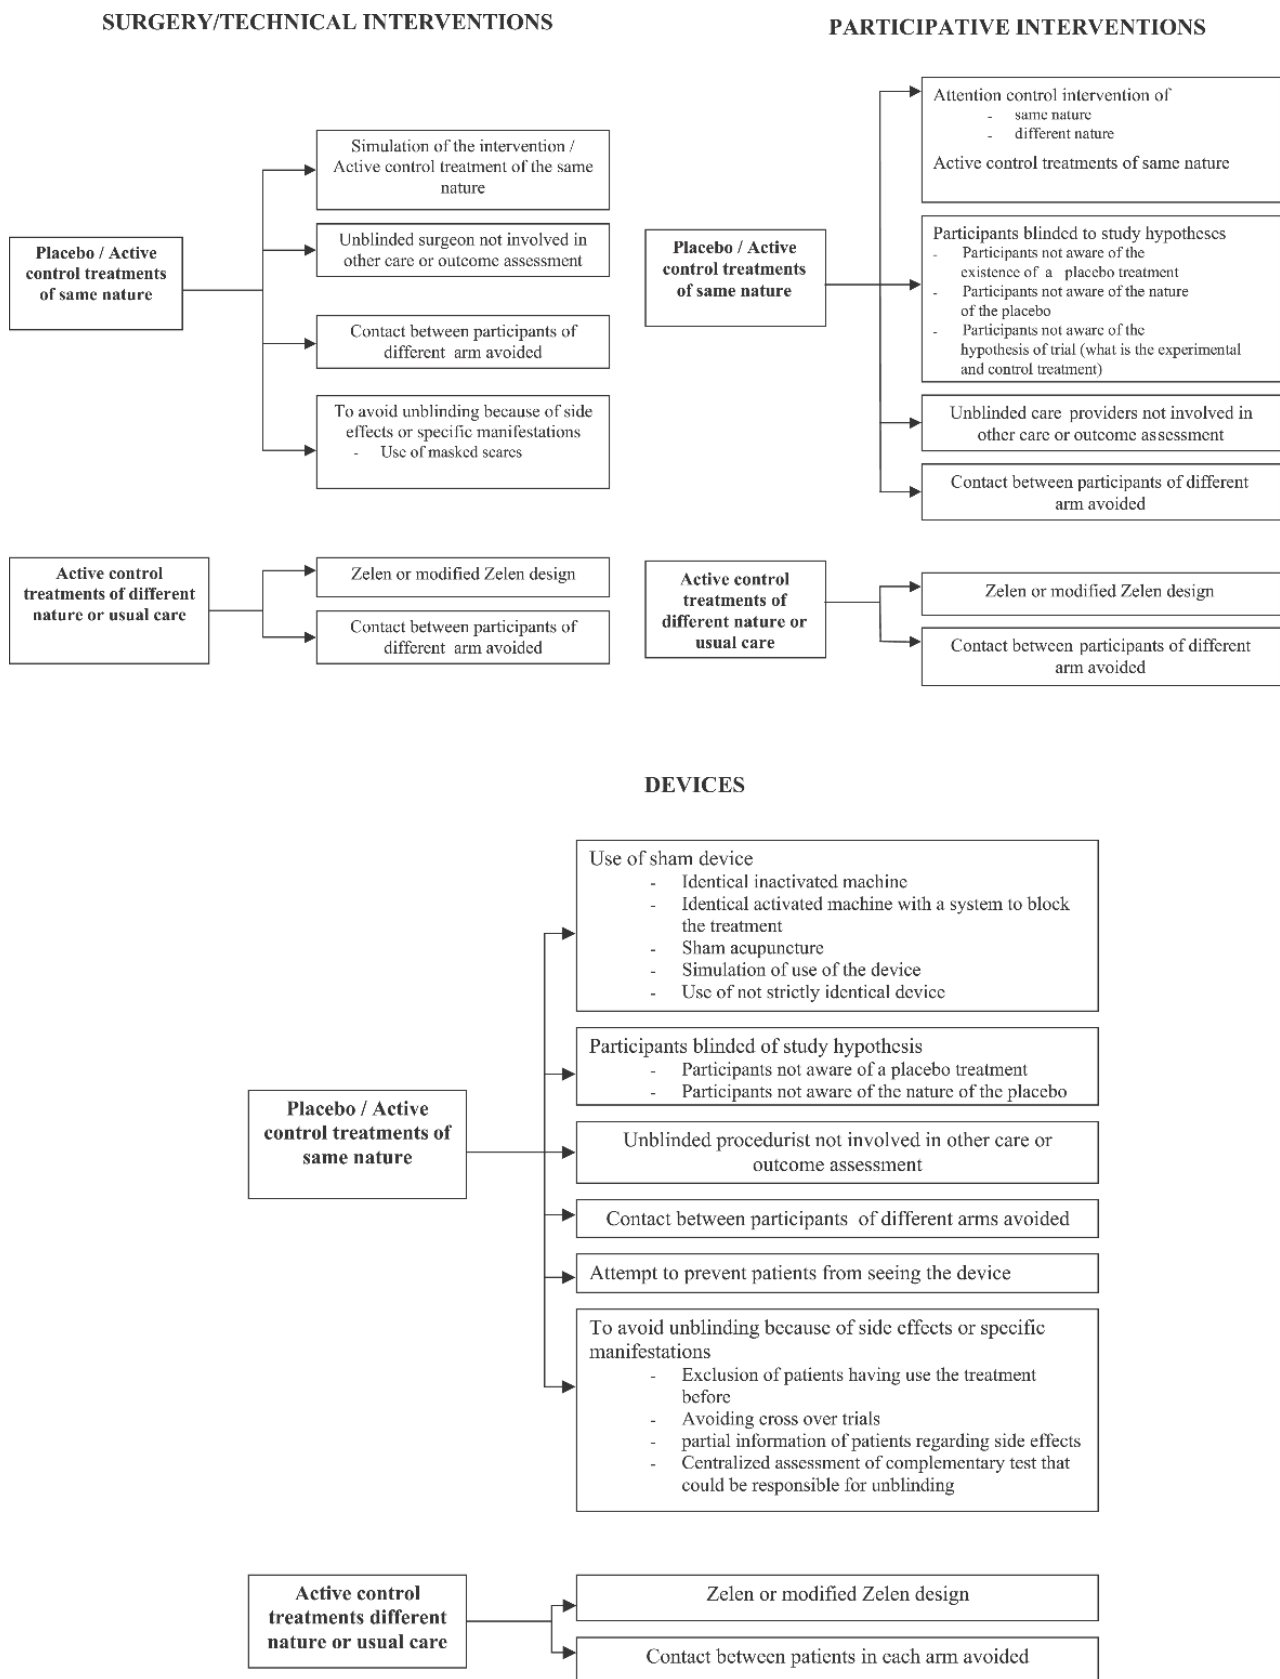 SURGERY/TECHNICAL INTERVENTIONS
Simulation of the intervention /
Active control treatment of the same
nature
Placebo / Active
control treatments
of same nature
Unblinded surgeon not involved in
other care or outcome assessment
Contact between participants of
different arm avoided
To avoid unblinding because of side
effects or specific manifestations
- Use of masked scares
Active control
treatments of different
nature or usual care
Zelen or modified Zelen design
Contact between participants of
different arm avoided
PARTICIPATIVE INTERVENTIONS
Attention control intervention of
- same nature
- different nature
Active control treatments of same nature
Placebo / Active
control treatments
of same nature
Participants blinded to study hypotheses
- Participants not aware of the
existence of a placebo treatment
- Participants not aware of the nature
of the placebo
- Participants not aware of the
hypothesis of trial (what is the experimental
and control treatment)
Unblinded care providers not involved in
other care or outcome assessment
Contact between participants of different
arm avoided
Active control
treatments of
different nature or
usual care
Zelen or modified Zelen design
Contact between participants of different
arm avoided
DEVICES
Use of sham device
- Identical inactivated machine
- Identical activated machine with a system to block
the treatment
- Sham acupuncture
- Simulation of use of the device
- Use of not strictly identical device
Participants blinded of study hypothesis
- Participants not aware of a placebo treatment
- Participants not aware of the nature of the placebo
Placebo / Active
control treatments of
same nature
Unblinded procedurist not involved in other care or
outcome assessment
Contact between participants of different arms avoided
Attempt to prevent patients from seeing the device
To avoid unblinding because of side effects or specific
manifestations
- Exclusion of patients having use the treatment
before
- Avoiding cross over trials
- partial information of patients regarding side effects
- Centralized assessment of complementary test that
could be responsible for unblinding
Active control
treatments different
nature or usual care
Zelen or modified Zelen design
Contact between patients in each arm avoided